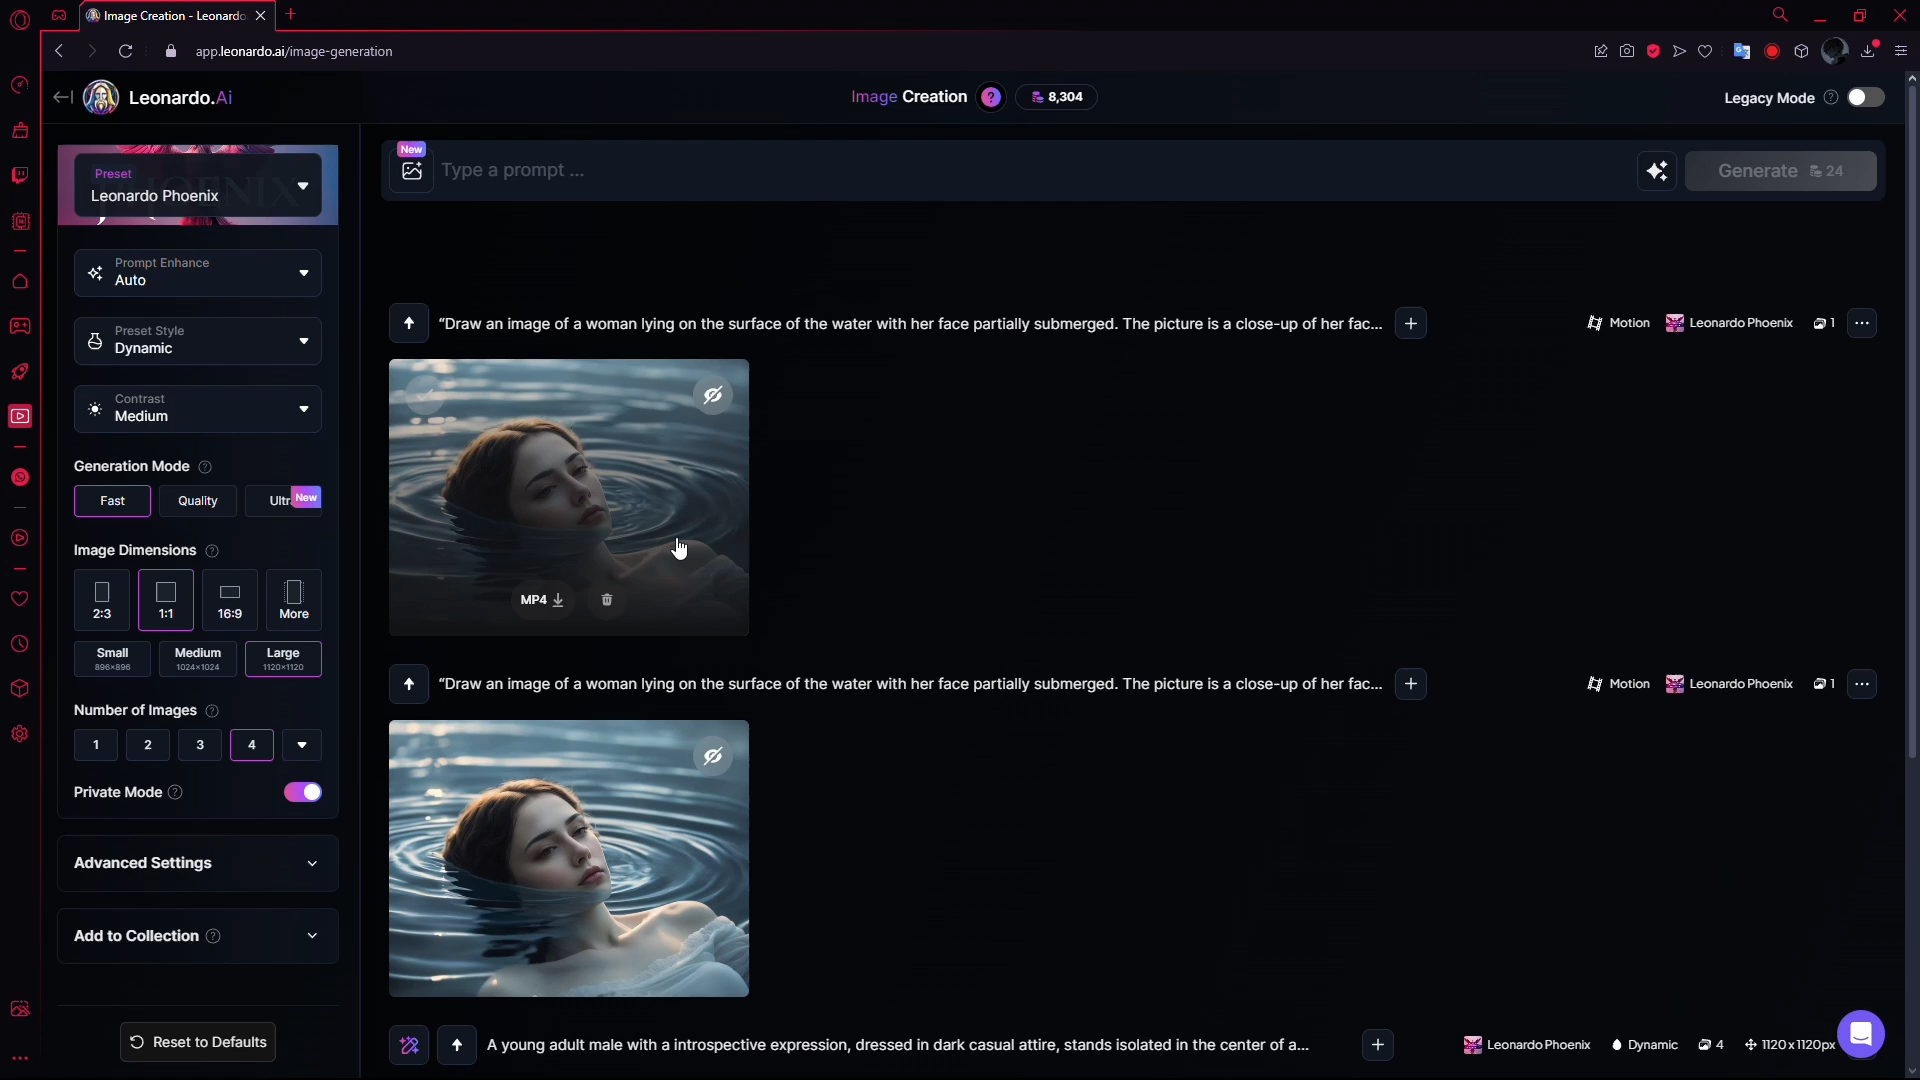 Image Creation - Leonardo
app.leonardo.ai/image-generation
Leonardo.Ai
Image Creation ? 8,304
Legacy Mode ?
Preset
Leonardo Phoenix
New
Type a prompt ...
Generate 24
Prompt Enhance
Auto
Preset Style
Dynamic
Contrast
Medium
Generation Mode ?
Fast
Quality
New
Image Dimensions ?
2:3
1:1
16:9
More
Small
896×896
Medium
1024×1024
Large
1120×1120
Number of Images ?
1
2
3
4
Private Mode ?
Advanced Settings
Add to Collection ?
Reset to Defaults
“Draw an image of a woman lying on the surface of the water with her face partially submerged. The picture is a close-up of her fac...
Motion Leonardo Phoenix 1
MP4
“Draw an image of a woman lying on the surface of the water with her face partially submerged. The picture is a close-up of her fac...
Motion Leonardo Phoenix 1
A young adult male with a introspective expression, dressed in dark casual attire, stands isolated in the center of a...
Leonardo Phoenix Dynamic 4 1120x1120px